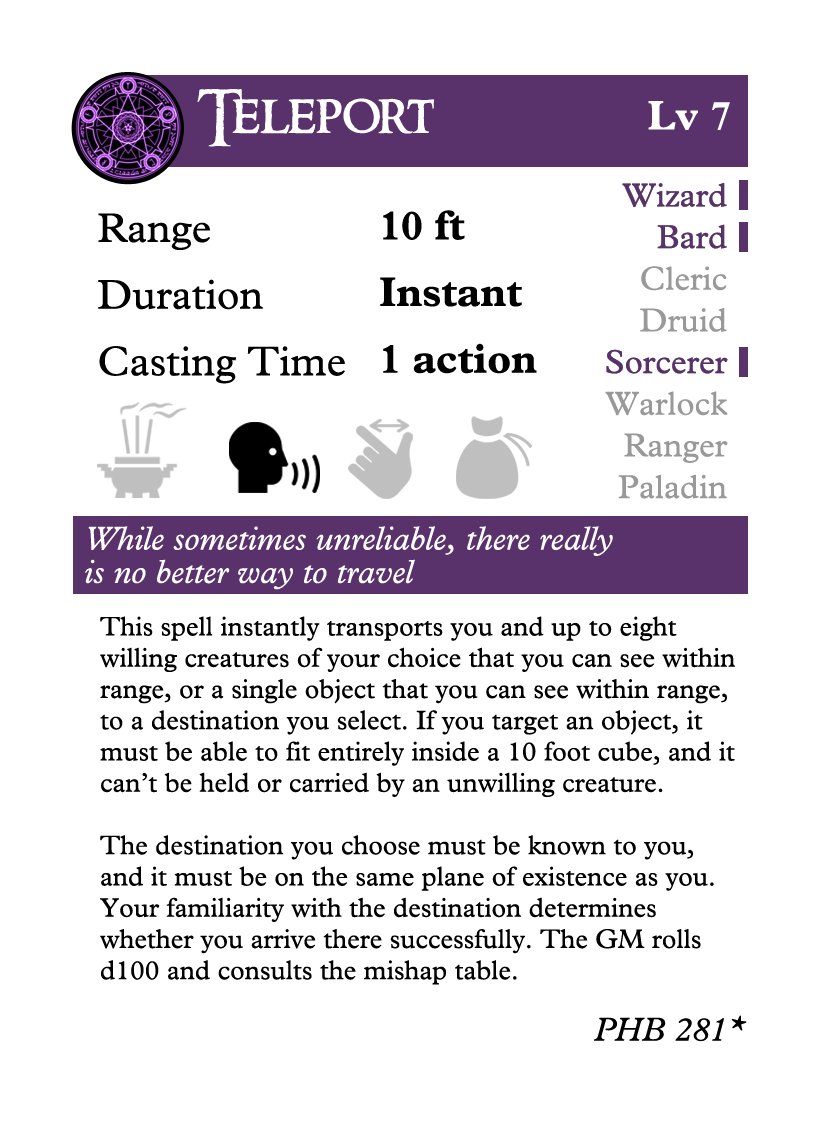 TELEPORT
Lv 7
Wizard
Bard
Cleric
Druid
Sorcerer
Warlock
Ranger
Paladin
Range 10 ft
Duration Instant
Casting Time 1 action
While sometimes unreliable, there really
is no better way to travel
This spell instantly transports you and up to eight
willing creatures of your choice that you can see within
range, or a single object that you can see within range,
to a destination you select. If you target an object, it
must be able to fit entirely inside a 10 foot cube, and it
can’t be held or carried by an unwilling creature.
The destination you choose must be known to you,
and it must be on the same plane of existence as you.
Your familiarity with the destination determines
whether you arrive there successfully. The GM rolls
d100 and consults the mishap table.
PHB 281*